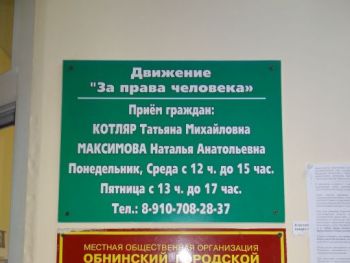 Движение
"За права человека»
Приём граждан:
КОТЛЯР Татьяна Михайловна
МАКСИМОВА Наталья Анатольевна
Понедельник, Среда с 12 ч. до 15 час.
Пятница с 13 ч. до 17 час.
Тел.: 8-910-708-28-37
МЕСТНАЯ ОБЩЕСТВЕННАЯ ОРГАНИЗАЦИЯ
ОБНИНСКИЙ ГОРОДСКОЙ